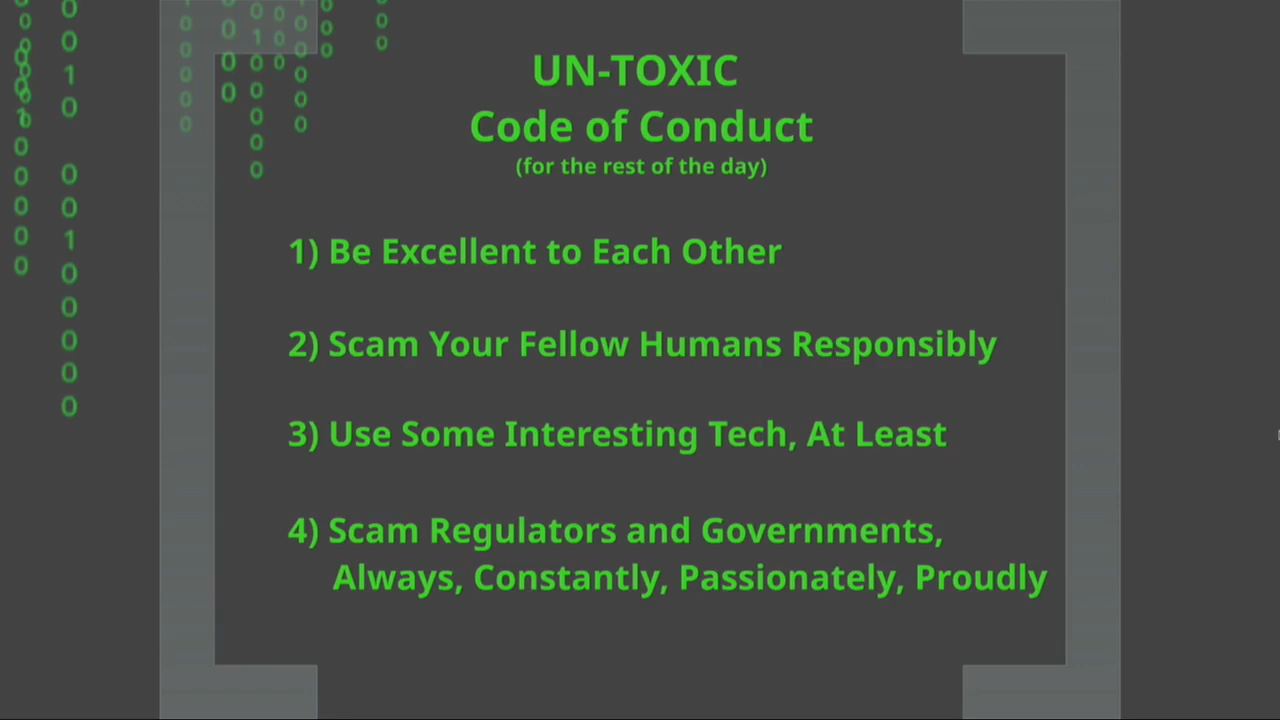 UN-TOXIC
Code of Conduct
(for the rest of the day)
1) Be Excellent to Each Other
2) Scam Your Fellow Humans Responsibly
3) Use Some Interesting Tech, At Least
4) Scam Regulators and Governments,
Always, Constantly, Passionately, Proudly